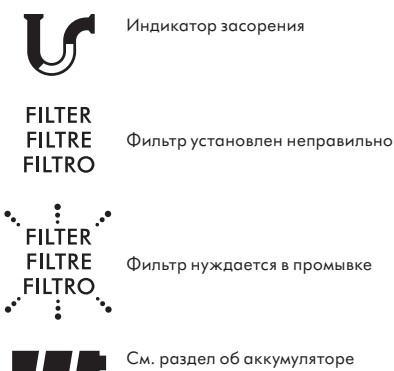 Индикатор засорения
FILTER
FILTRE
FILTRO
Фильтр установлен неправильно
FILTER
FILTRE
FILTRO
Фильтр нуждается в промывке
См. раздел об аккумуляторе